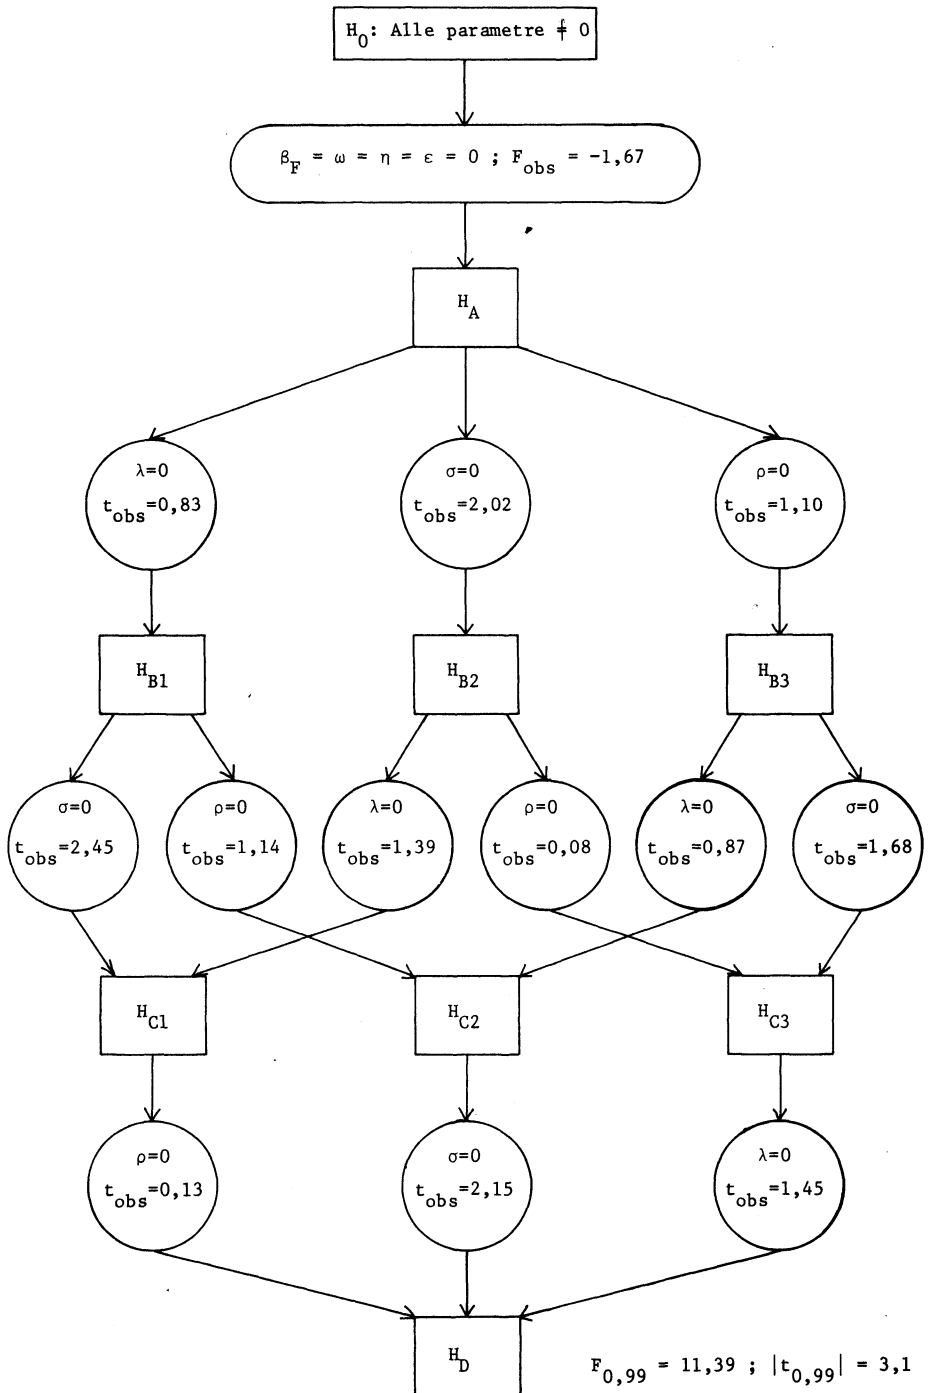 H0: Alle parametre ≠ 0
βF = ω = η = ε = 0 ; Fobs = -1,67
HA
λ=0
tobs=0,83
σ=0
tobs=2,02
ρ=0
tobs=1,10
HB1
HB2
HB3
σ=0
tobs=2,45
ρ=0
tobs=1,14
λ=0
tobs=1,39
ρ=0
tobs=0,08
λ=0
tobs=0,87
σ=0
tobs=1,68
HC1
HC2
HC3
ρ=0
tobs=0,13
σ=0
tobs=2,15
λ=0
tobs=1,45
HD
F0,99 = 11,39 ; |t0,99| = 3,1